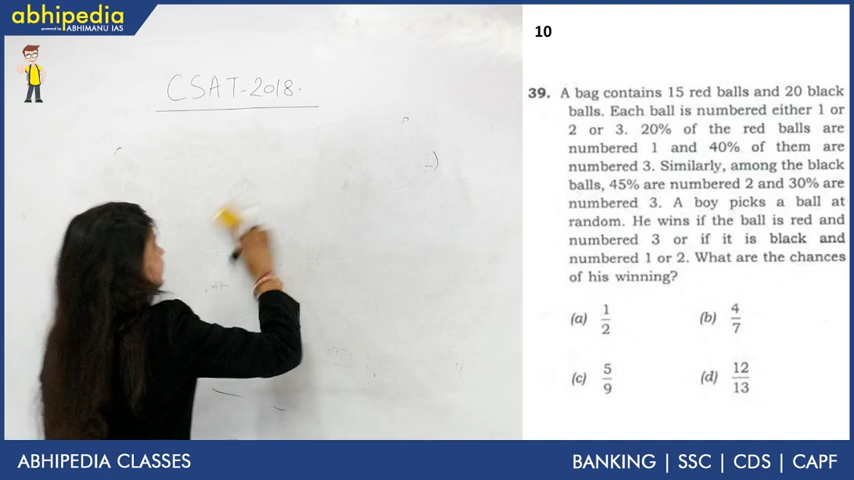 abhipedia
powered by ABHIMANU IAS
CSAT-2018.
10
39. A bag contains 15 red balls and 20 black
balls. Each ball is numbered either 1 or
2 or 3. 20% of the red balls are
numbered 1 and 40% of them are
numbered 3. Similarly, among the black
balls, 45% are numbered 2 and 30% are
numbered 3. A boy picks a ball at
random. He wins if the ball is red and
numbered 3 or if it is black and
numbered 1 or 2. What are the chances
of his winning?
(a) 1/2 (b) 4/7
(c) 5/9 (d) 12/13
ABHIPEDIA CLASSES
BANKING | SSC | CDS | CAPF